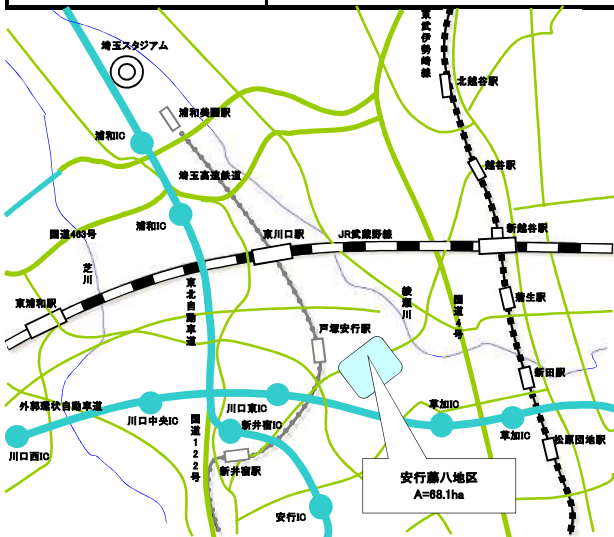 東武伊勢崎線
埼玉スタジアム
北越谷駅
浦和美園駅
浦和IC
越谷駅
埼玉高速鉄道
浦和IC
新越谷駅
国道463号
東川口駅
JR武蔵野線
芝川
東北自動車道
綾瀬川
国道4号
蒲生駅
東浦和駅
戸塚安行駅
新田駅
外部環状自動車道
川口中央IC
川口東IC
草加IC
草加IC
新井宿IC
国道122号
松原団地駅
川口西IC
新井宿駅
安行藤八地区
A=68.1ha
安行IC